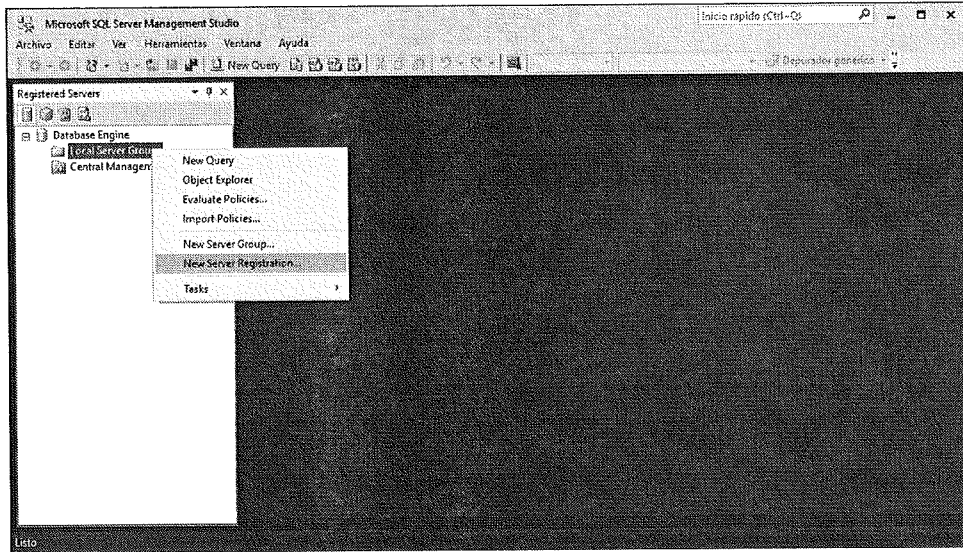 Microsoft SQL Server Management Studio
Inicio rápido (Ctrl+Q)
Archivo Editar Ver Herramientas Ventana Ayuda
New Query
Depurador genérico
Registered Servers
Database Engine
Local Server Group
Central Managem
New Query
Object Explorer
Evaluate Policies...
Import Policies...
New Server Group...
New Server Registration...
Tasks
Listo